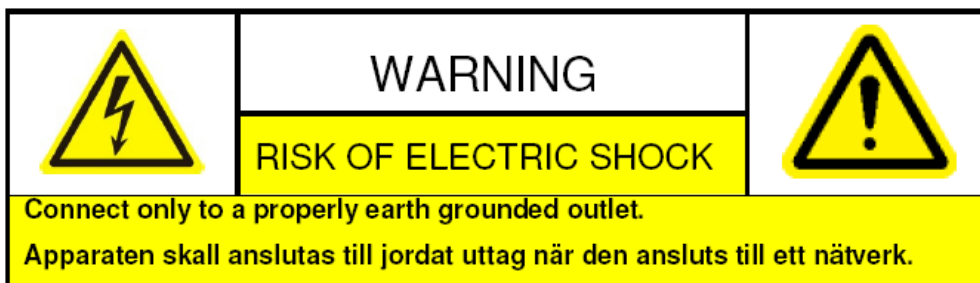 WARNING
RISK OF ELECTRIC SHOCK
Connect only to a properly earth grounded outlet.
Apparaten skall anslutas till jordat uttag när den ansluts till ett nätverk.